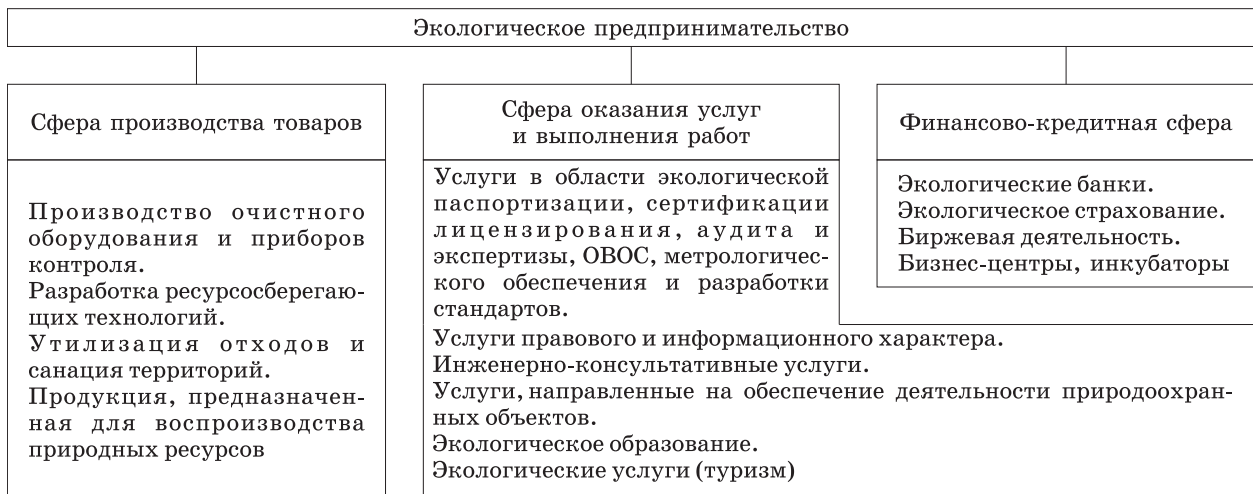 Экологическое предпринимательство
Сфера производства товаров
Производство очистного
оборудования и приборов
контроля.
Разработка ресурсосберегаю-
щих технологий.
Утилизация отходов и
санация территорий.
Продукция, предназначен-
ная для воспроизводства
природных ресурсов
Сфера оказания услуг
и выполнения работ
Услуги в области экологической
паспортизации, сертификации
лицензирования, аудита и
экспертизы, ОВОС, метрологичес-
кого обеспечения и разработки
стандартов.
Услуги правового и информационного характера.
Инженерно-консультативные услуги.
Услуги, направленные на обеспечение деятельности природоохран-
ных объектов.
Экологическое образование.
Экологические услуги (туризм)
Финансово-кредитная сфера
Экологические банки.
Экологическое страхование.
Биржевая деятельность.
Бизнес-центры, инкубаторы